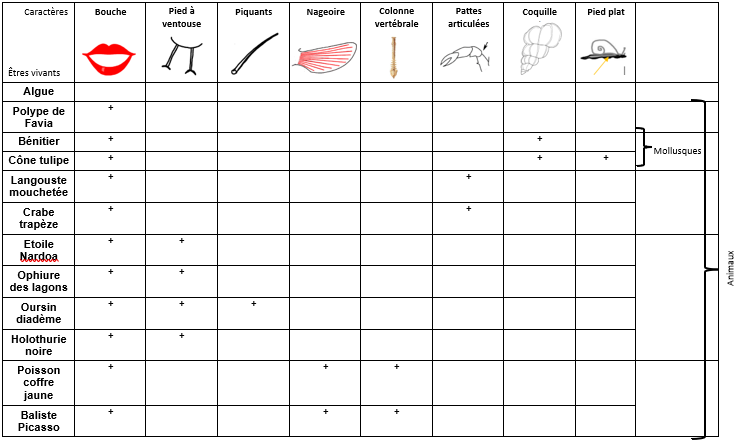 Caractères
Êtres vivants
Bouche
Pied à
ventouse
Piquants
Nageoire
Colonne
vertébrale
Pattes
articulées
Coquille
Pied plat
Algue
Polype de
Favia
+
Bénitier
+ +
Cône tulipe
+ + +
Mollusques
Langouste
mouchetée
+ +
Crabe
trapèze
+ +
Etoile
Nardoa
+ +
Ophiure
des lagons
+ +
Oursin
diadème
+ + +
Holothurie
noire
+ +
Poisson
coffre
jaune
+ + +
Baliste
Picasso
+ + +
Animaux